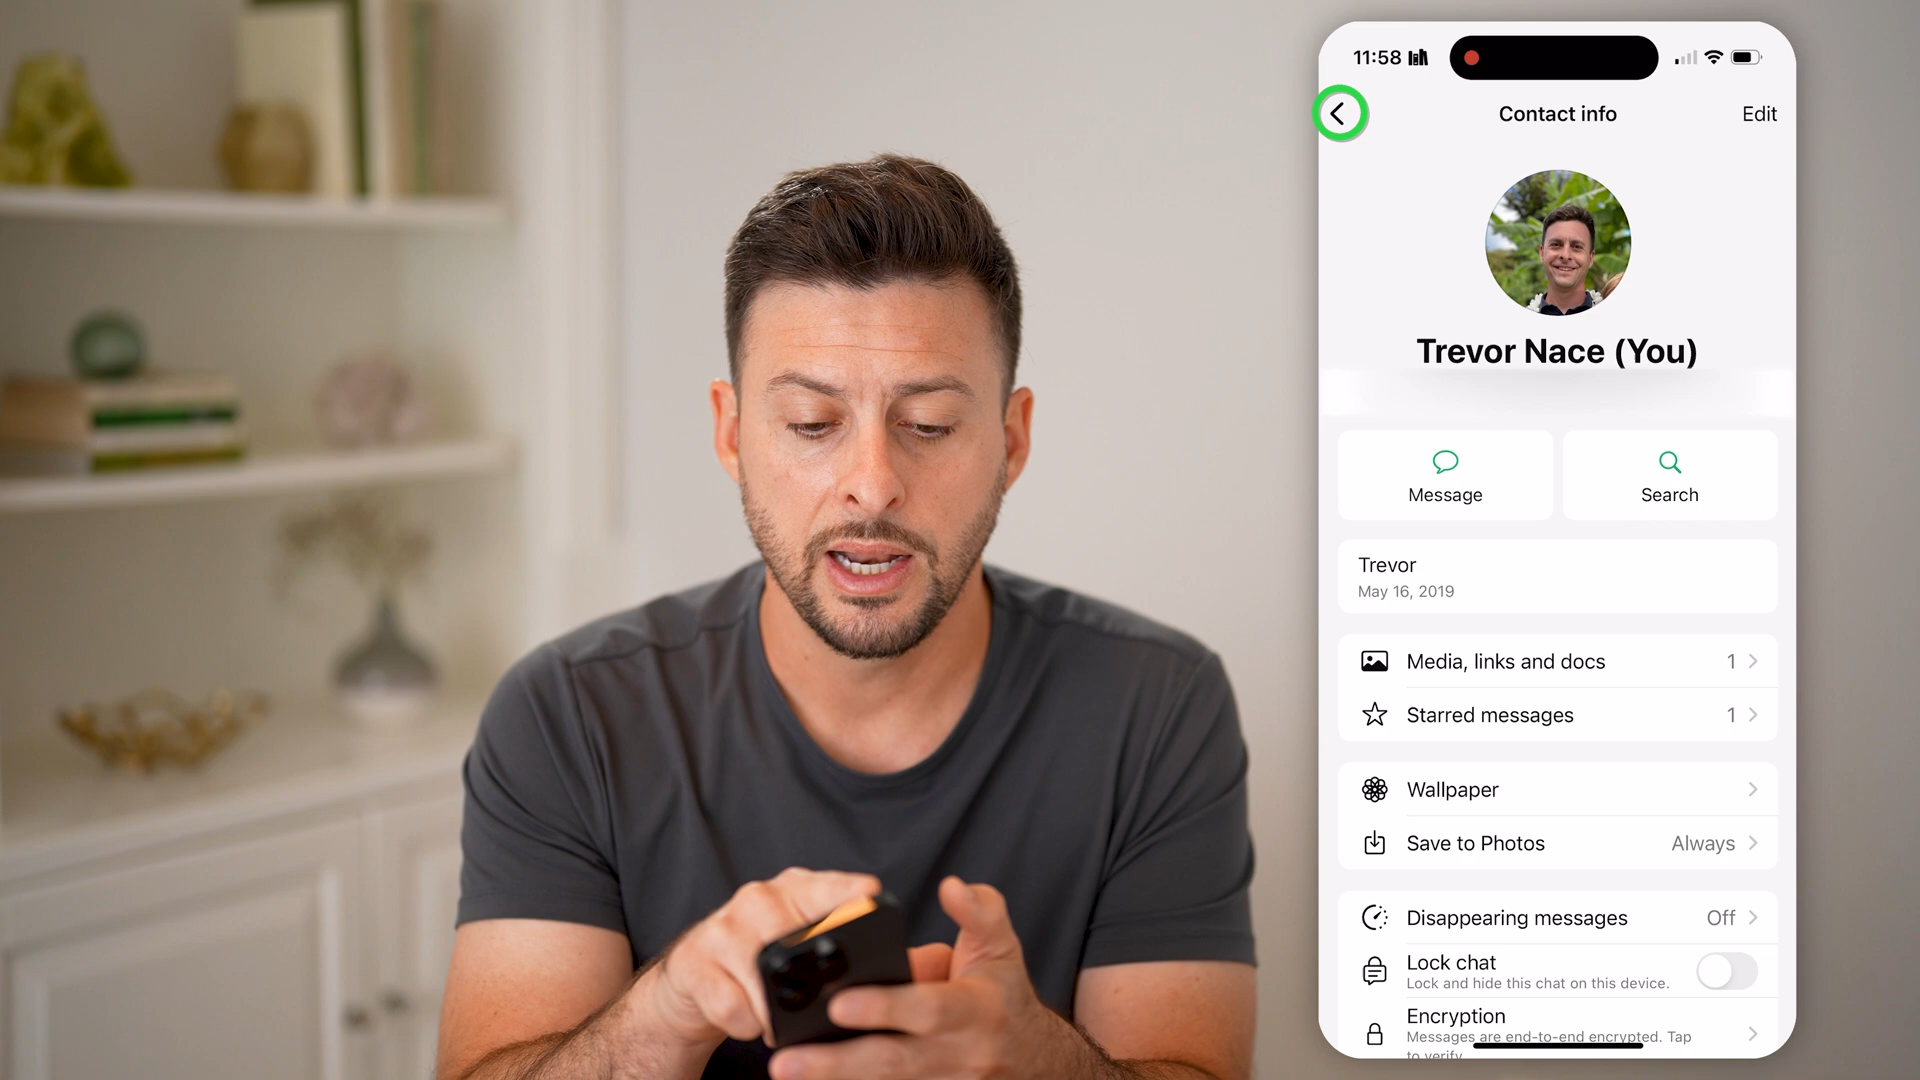 11:58
Contact info
Edit
Trevor Nace (You)
Message
Search
Trevor
May 16, 2019
Media, links and docs 1
Starred messages 1
Wallpaper
Save to Photos Always
Disappearing messages Off
Lock chat
Lock and hide this chat on this device.
Encryption
Messages are end-to-end encrypted. Tap
to verify